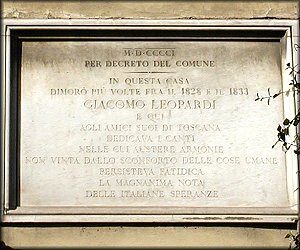 M·D·CCCCI
PER DECRETO DEL COMUNE
IN QUESTA CASA
DIMORÒ PIÙ VOLTE FRA IL 1828 E IL 1833
GIACOMO LEOPARDI
E QUI
AGLI AMICI SUOI DI TOSCANA
DEDICAVA I CANTI
NELLE CUI AUSTERE ARMONIE
NON VINTA DALLO SCONFORTO DELLE COSE UMANE
PERSISTEVA FATIDICA
LA MAGNANIMA NOTA
DELLE ITALIANE SPERANZE